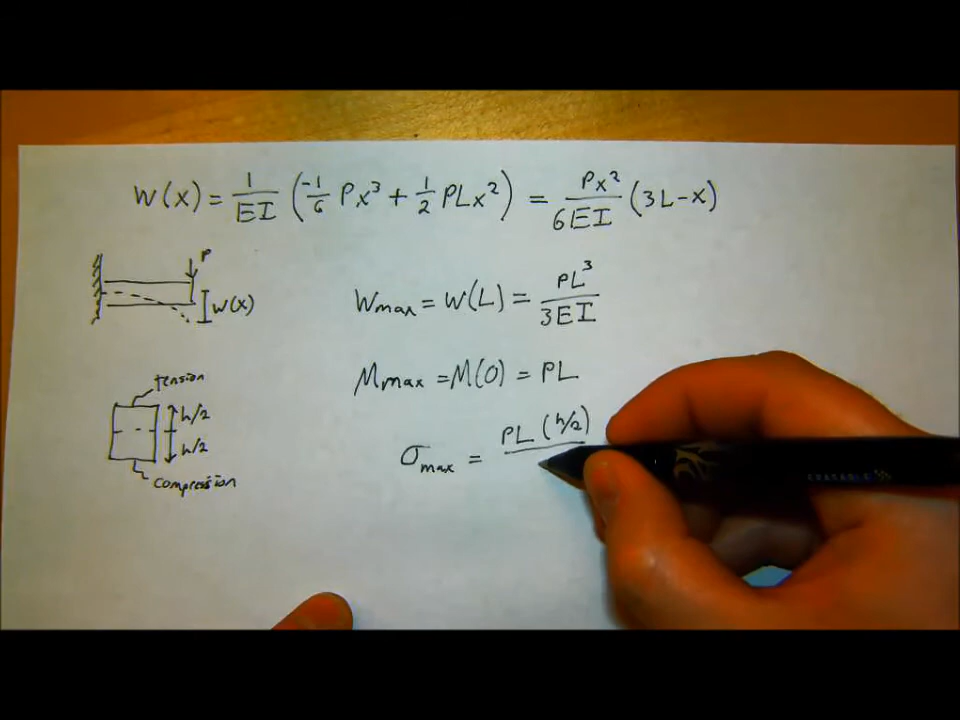 W(x) = 1/EI (-1/6 Px³ + 1/2 PLx²) = Px²/6EI (3L-x)
P
W(x)
Wmax = W(L) = PL³/3EI
tension
Mmax = M(0) = PL
h/2
h/2
σmax = PL(h/2)
compression
ERASABLE